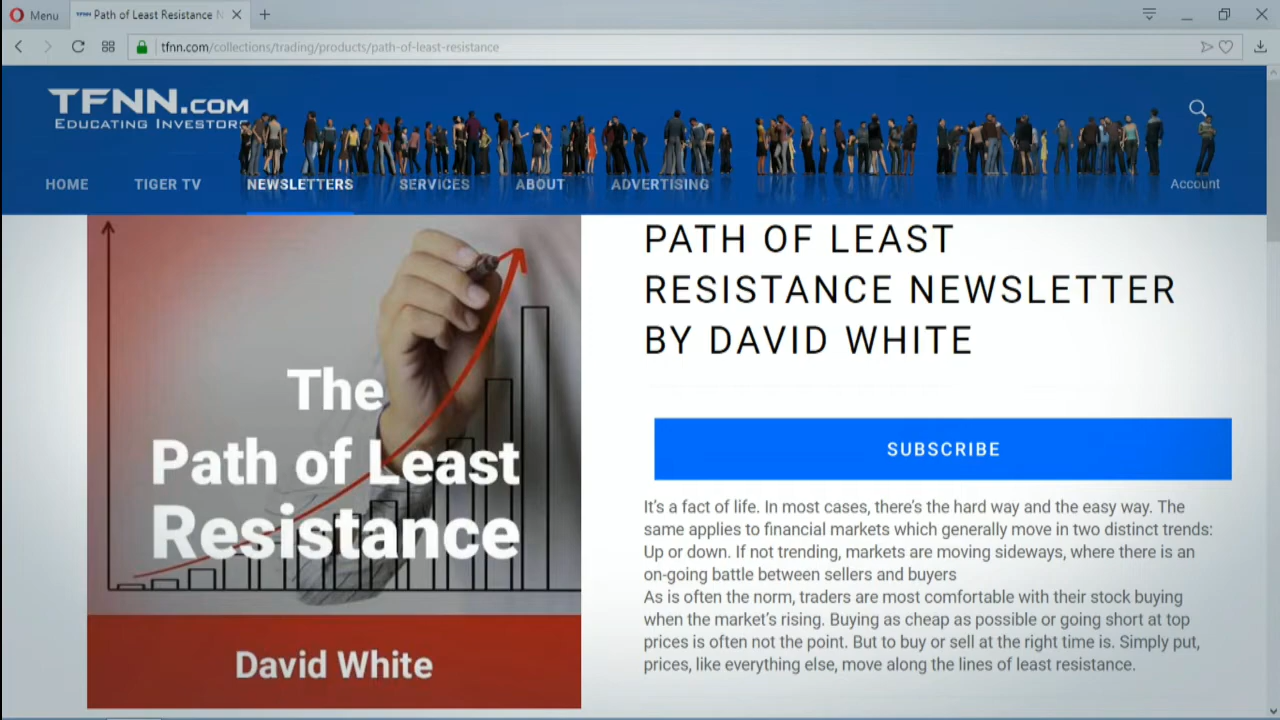 Menu
TFNN Path of Least Resistance N
tfnn.com/collections/trading/products/path-of-least-resistance
TFNN.COM
EDUCATING INVESTORS
HOME
TIGER TV
NEWSLETTERS
SERVICES
ABOUT
ADVERTISING
Account
The
Path of Least
Resistance
David White
PATH OF LEAST
RESISTANCE NEWSLETTER
BY DAVID WHITE
SUBSCRIBE
It's a fact of life. In most cases, there's the hard way and the easy way. The
same applies to financial markets which generally move in two distinct trends:
Up or down. If not trending, markets are moving sideways, where there is an
on-going battle between sellers and buyers
As is often the norm, traders are most comfortable with their stock buying
when the market's rising. Buying as cheap as possible or going short at top
prices is often not the point. But to buy or sell at the right time is. Simply put,
prices, like everything else, move along the lines of least resistance.